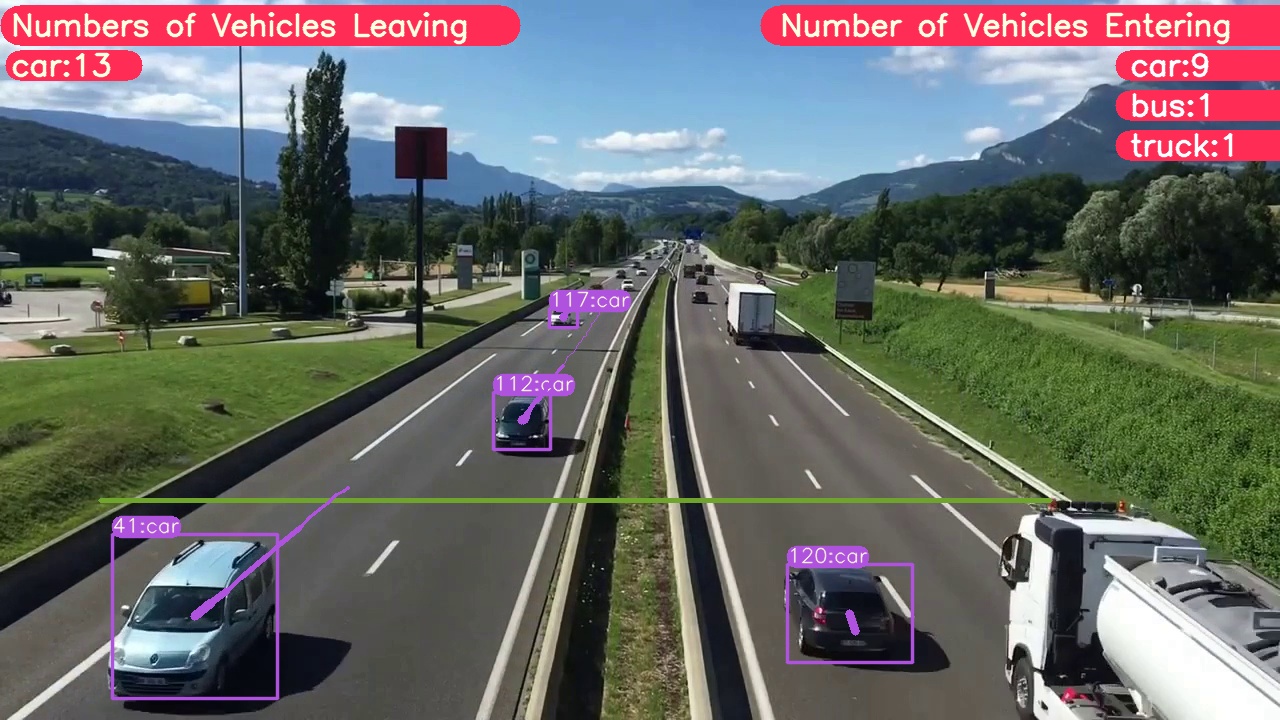 Numbers of Vehicles Leaving
Number of Vehicles Entering
car:13
car:9
bus:1
truck:1
117:car
112:car
41:car
120:car